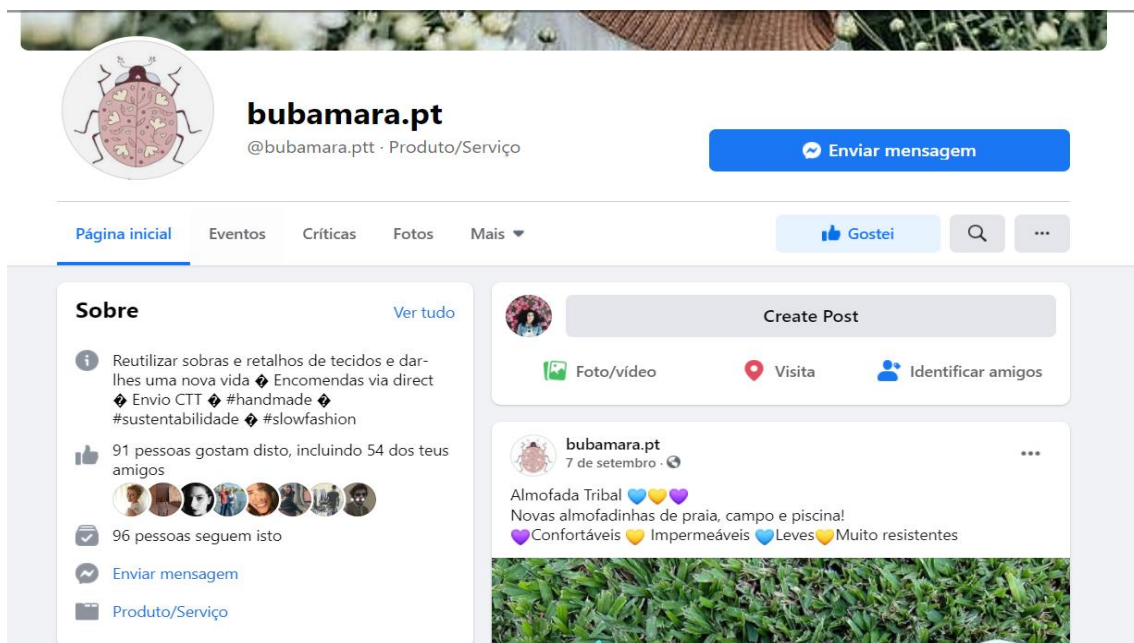 bubamara.pt
@bubamara.ptt · Produto/Serviço
Enviar mensagem
Página inicial
Eventos
Críticas
Fotos
Mais
Gostei
Sobre
Ver tudo
Reutilizar sobras e retalhos de tecidos e dar-
lhes uma nova vida � Encomendas via direct
� Envio CTT � #handmade �
#sustentabilidade � #slowfashion
91 pessoas gostam disto, incluindo 54 dos teus
amigos
96 pessoas seguem isto
Enviar mensagem
Produto/Serviço
Create Post
Foto/vídeo
Visita
Identificar amigos
bubamara.pt
7 de setembro ·
Almofada Tribal 💙💛💜
Novas almofadinhas de praia, campo e piscina!
💜Confortáveis 💛 Impermeáveis 💙Leves💛Muito resistentes